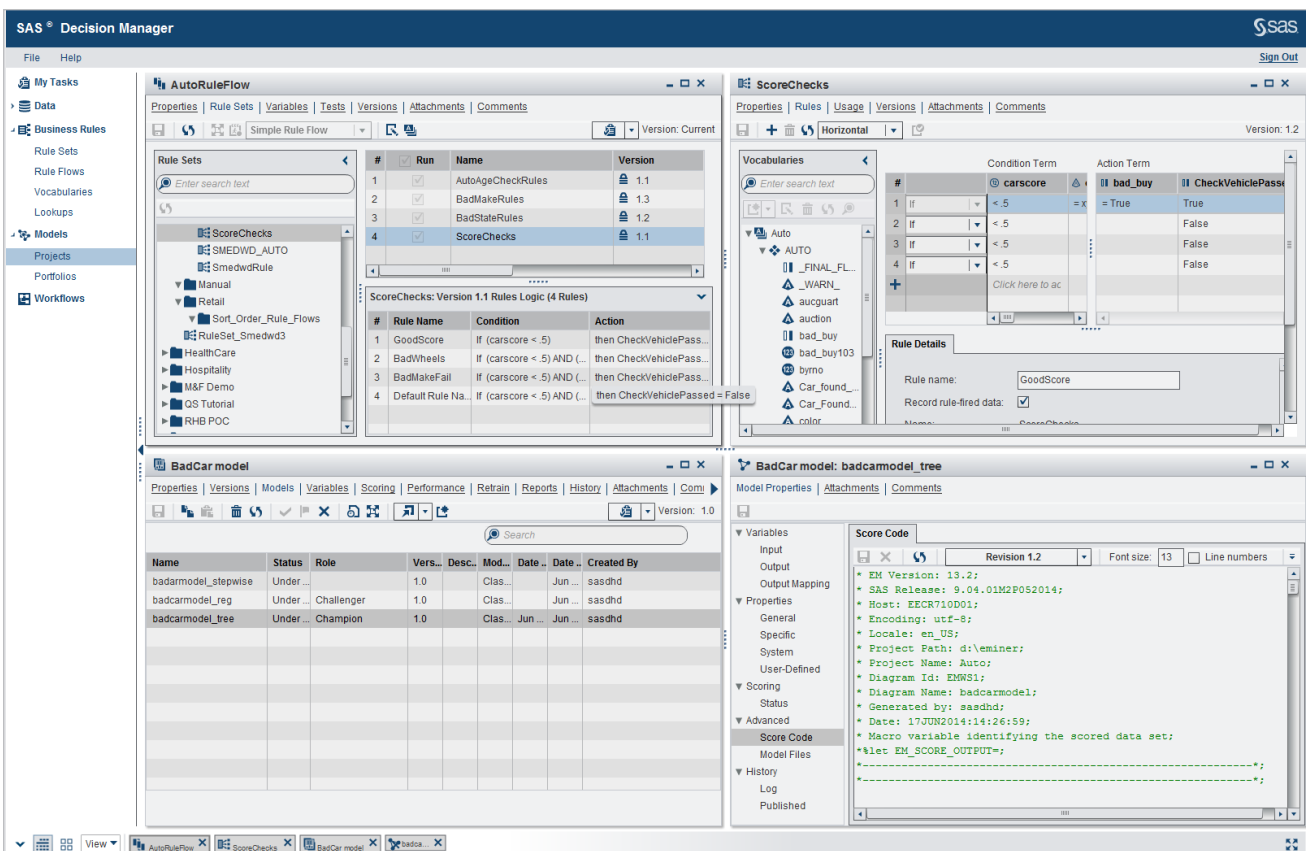 SAS ® Decision Manager
§sas.
File Help
Sign Out
My Tasks
Data
Business Rules
Rule Sets
Rule Flows
Vocabularies
Lookups
Models
Projects
Portfolios
Workflows
AutoRuleFlow
Properties | Rule Sets | Variables | Tests | Versions | Attachments | Comments
Simple Rule Flow
Version: Current
Rule Sets
Enter search text
ScoreChecks
SMEDWD_AUTO
SmedwdRule
Manual
Retail
Sort_Order_Rule_Flows
RuleSet_Smedwd3
HealthCare
Hospitality
M&F Demo
QS Tutorial
RHB POC
# Run Name Version
1 AutoAgeCheckRules 1.1
2 BadMakeRules 1.3
3 BadStateRules 1.2
4 ScoreChecks 1.1
ScoreChecks: Version 1.1 Rules Logic (4 Rules)
# Rule Name Condition Action
1 GoodScore If (carscore < .5) then CheckVehiclePass...
2 BadWheels If (carscore < .5) AND (... then CheckVehiclePass...
3 BadMakeFail If (carscore < .5) AND (... then CheckVehiclePass...
4 Default Rule Na... If (carscore < .5) AND (... then CheckVehiclePassed = False
ScoreChecks
Properties | Rules | Usage | Versions | Attachments | Comments
Horizontal
Version: 1.2
Vocabularies
Enter search text
Auto
AUTO
_FINAL_FL...
_WARN_
aucguart
auction
bad_buy
bad_buy103
byrno
Car_found_...
Car_Found...
color
Condition Term Action Term
# carscore bad_buy CheckVehiclePasse
1 If < .5 = x = True True
2 If < .5 False
3 If < .5 False
4 If < .5 False
Click here to ac
Rule Details
Rule name: GoodScore
Record rule-fired data:
Name: ScoreChecks
BadCar model
Properties | Versions | Models | Variables | Scoring | Performance | Retrain | Reports | History | Attachments | Com
Version: 1.0
Search
Name Status Role Vers... Desc... Mod... Date ... Date ... Created By
badarmodel_stepwise Under ... 1.0 Clas... Jun ... sasdhd
badcarmodel_reg Under ... Challenger 1.0 Clas... Jun ... sasdhd
badcarmodel_tree Under ... Champion 1.0 Clas... Jun ... Jun ... sasdhd
BadCar model: badcarmodel_tree
Model Properties | Attachments | Comments
Variables
Input
Output
Output Mapping
Properties
General
Specific
System
User-Defined
Scoring
Status
Advanced
Score Code
Model Files
History
Log
Published
Score Code
Revision 1.2 Font size: 13 Line numbers
* EM Version: 13.2;
* SAS Release: 9.04.01M2P052014;
* Host: EECR710D01;
* Encoding: utf-8;
* Locale: en_US;
* Project Path: d:\eminer;
* Project Name: Auto;
* Diagram Id: EMWS1;
* Diagram Name: badcarmodel;
* Generated by: sasdhd;
* Date: 17JUN2014:14:26:59;
* Macro variable identifying the scored data set;
*%let EM_SCORE_OUTPUT=;
*------------------------------------------------------------*;
*------------------------------------------------------------*;
View AutoRuleFlow ScoreChecks BadCar model badca...